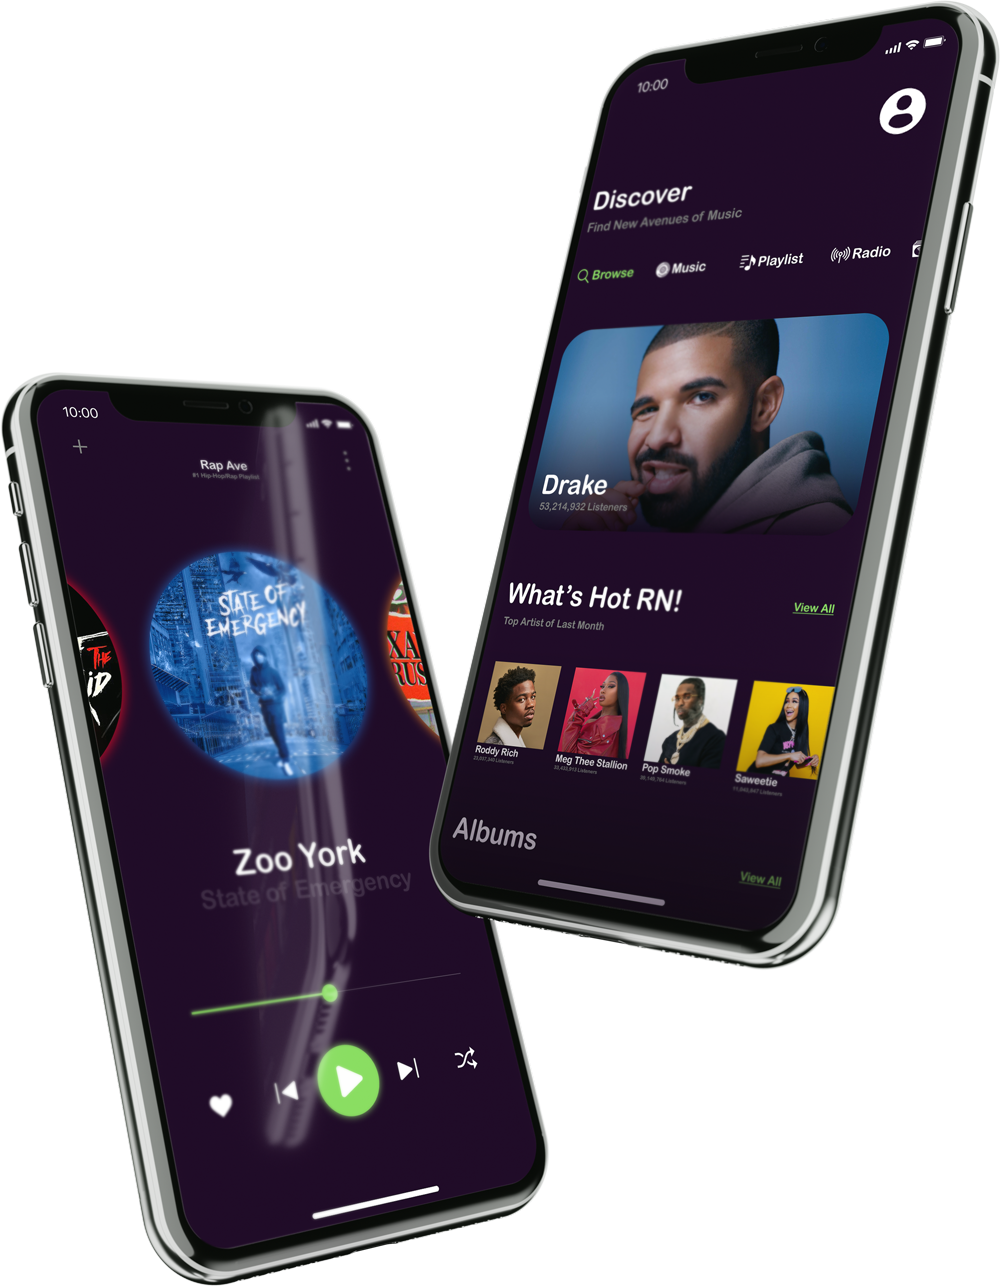 10:00
Discover
Find New Avenues of Music
Browse
Music
Playlist
Radio
Drake
53,214,932 Listeners
What's Hot RN!
Top Artist of Last Month
View All
Roddy Rich
Meg Thee Stallion
Pop Smoke
Saweetie
Albums
View All
10:00
Rap Ave
#1 Hip-Hop/Rap Playlist
STATE OF
EMERGENCY
THE
Zoo York
State of Emergency